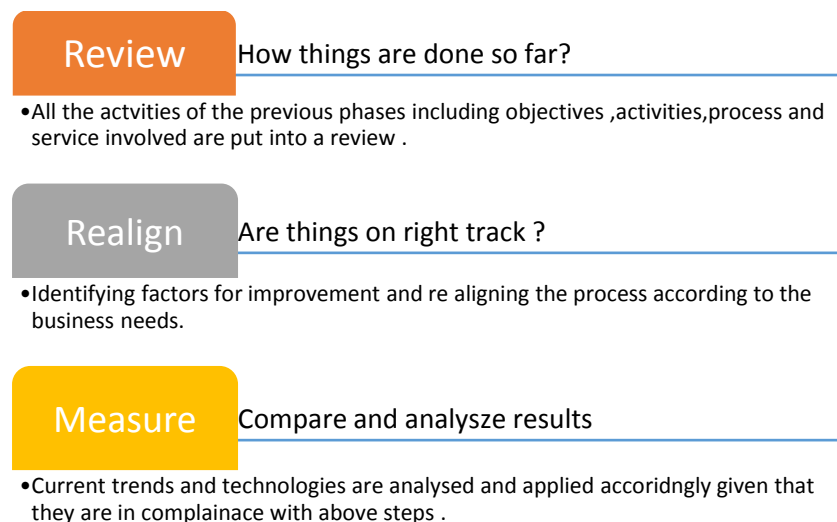 Review
How things are done so far?
•All the actvities of the previous phases including objectives ,activities,process and
service involved are put into a review .
Realign
Are things on right track ?
•Identifying factors for improvement and re aligning the process according to the
business needs.
Measure
Compare and analysze results
•Current trends and technologies are analysed and applied accoridngly given that
they are in complainace with above steps .